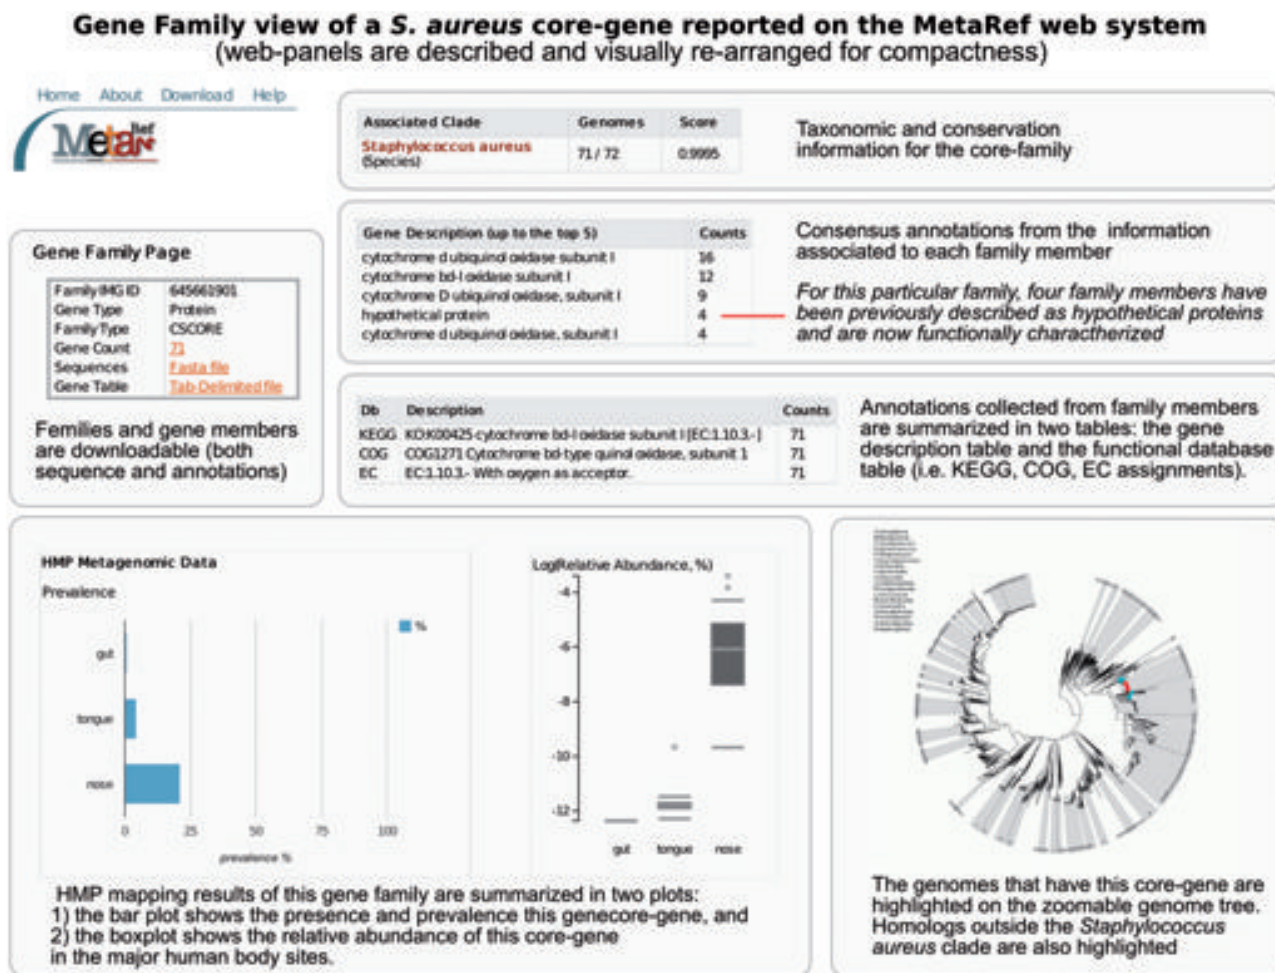 Gene Family view of a S. aureus core-gene reported on the MetaRef web system
(web-panels are described and visually re-arranged for compactness)
Home About Download Help
MetaRef
Associated Clade Genomes Score
Staphylococcus aureus
(Species) 71 / 72 0.9995
Taxonomic and conservation
information for the core-family
Gene Family Page
Family IMG ID 645661901
Gene Type Protein
Family Type CSCORE
Gene Count 71
Sequences Fasta file
Gene Table Tab-Delimited file
Femilies and gene members
are downloadable (both
sequence and annotations)
Gene Description (up to the top 5) Counts
cytochrome d ubiquinol oxidase subunit I 16
cytochrome bd-I oxidase subunit I 12
cytochrome D ubiquinol oxidase, subunit I 9
hypothetical protein 4
cytochrome d ubiquinol oxidase, subunit I 4
Consensus annotations from the information
associated to each family member
For this particular family, four family members have
been previously described as hypothetical proteins
and are now functionally charactherized
Db Description Counts
KEGG KO:K00425 cytochrome bd-I oxidase subunit I [EC:1.10.3.-] 71
COG COG1271 Cytochrome bd-type quinol oxidase, subunit 1 71
EC EC:1.10.3.- With oxygen as acceptor. 71
Annotations collected from family members
are summarized in two tables: the gene
description table and the functional database
table (i.e. KEGG, COG, EC assignments).
HMP Metagenomic Data
Prevalence
%
gut
tongue
nose
0 25 50 75 100
prevalence %
Log(Relative Abundance, %)
-4
-6
-8
-10
-12
gut tongue nose
HMP mapping results of this gene family are summarized in two plots:
1) the bar plot shows the presence and prevalence this genecore-gene, and
2) the boxplot shows the relative abundance of this core-gene
in the major human body sites.
The genomes that have this core-gene are
highlighted on the zoomable genome tree.
Homologs outside the Staphylococcus
aureus clade are also highlighted